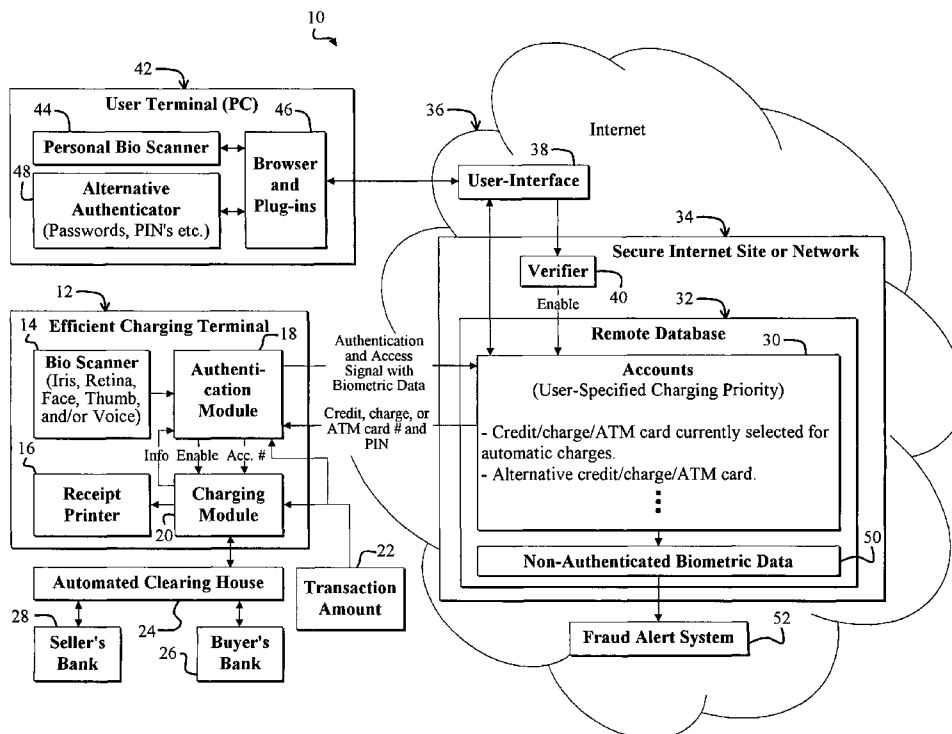 10
42
User Terminal (PC)
44
46
Personal Bio Scanner
48
Alternative
Authenticator
(Passwords, PIN's etc.)
Browser
and
Plug-ins
36
Internet
38
User-Interface
34
Secure Internet Site or Network
Verifier
40
Enable
32
Remote Database
30
Accounts
(User-Specified Charging Priority)
- Credit/charge/ATM card currently selected for
automatic charges.
- Alternative credit/charge/ATM card.
50
Non-Authenticated Biometric Data
Fraud Alert System
52
12
Efficient Charging Terminal
14
18
Bio Scanner
(Iris, Retina,
Face, Thumb,
and/or Voice)
Authenti-
cation
Module
Authentication
and Access
Signal with
Biometric Data
Credit, charge, or
ATM card # and
PIN
Info
Enable
Acc. #
16
Receipt
Printer
Charging
Module
20
22
Transaction
Amount
Automated Clearing House
24
28
Seller's
Bank
26
Buyer's
Bank